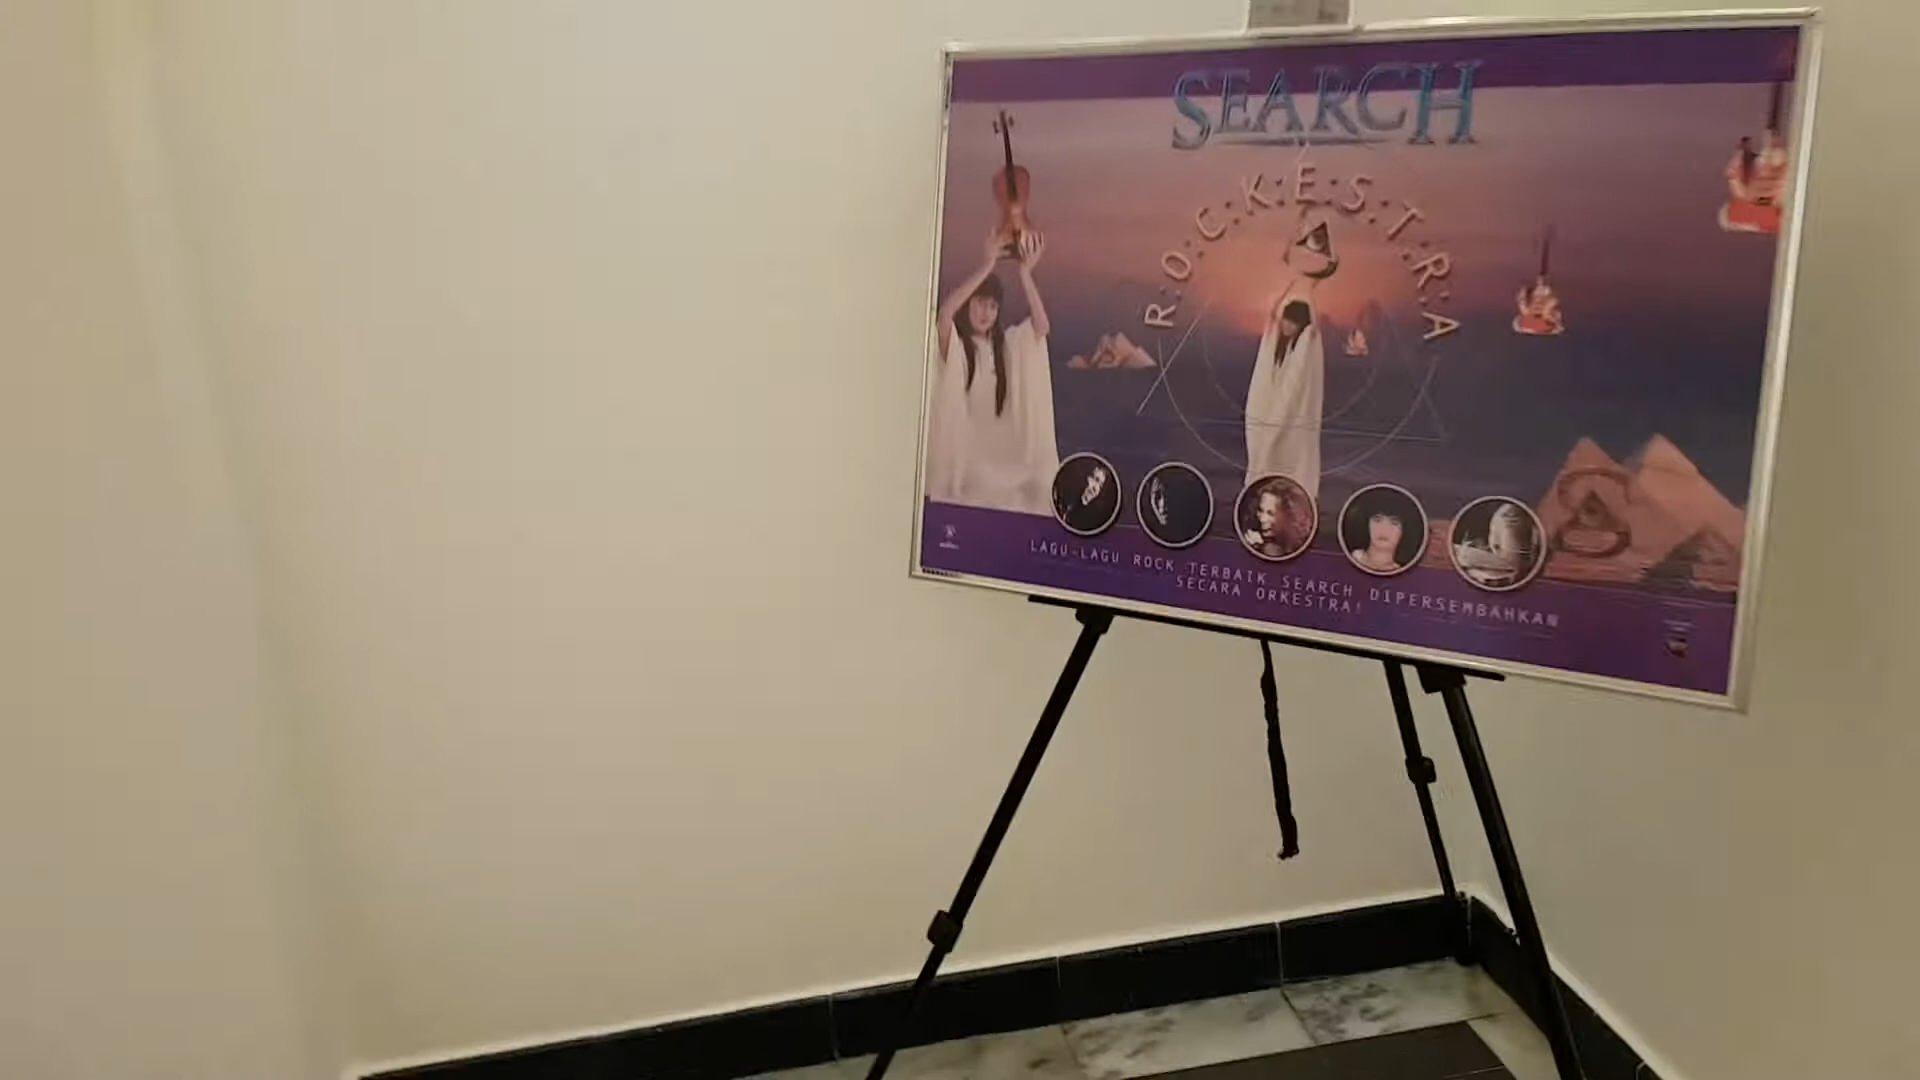 SEARCH
R:O:C:K:E:S:T:R:A
LAGU-LAGU ROCK TERBAIK SEARCH DIPERSEMBAHKAN
SECARA ORKESTRA!